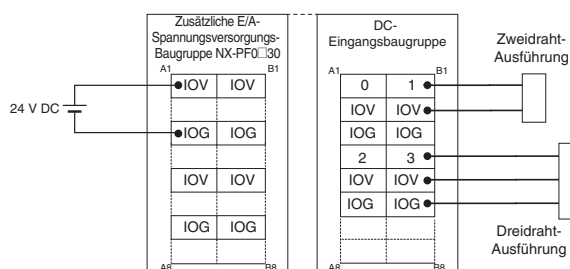 Zusätzliche E/A-
Spannungsversorgungs-
Baugruppe NX-PF0□30
DC-
Eingangsbaugruppe
Zweidraht-
Ausführung
A1 B1
A1 B1
24 V DC
IOV IOV
IOG IOG
IOV IOV
IOG IOG
0 1
IOV IOV
IOG IOG
2 3
IOV IOV
IOG IOG
Dreidraht-
Ausführung
A8 B8
A8 B8